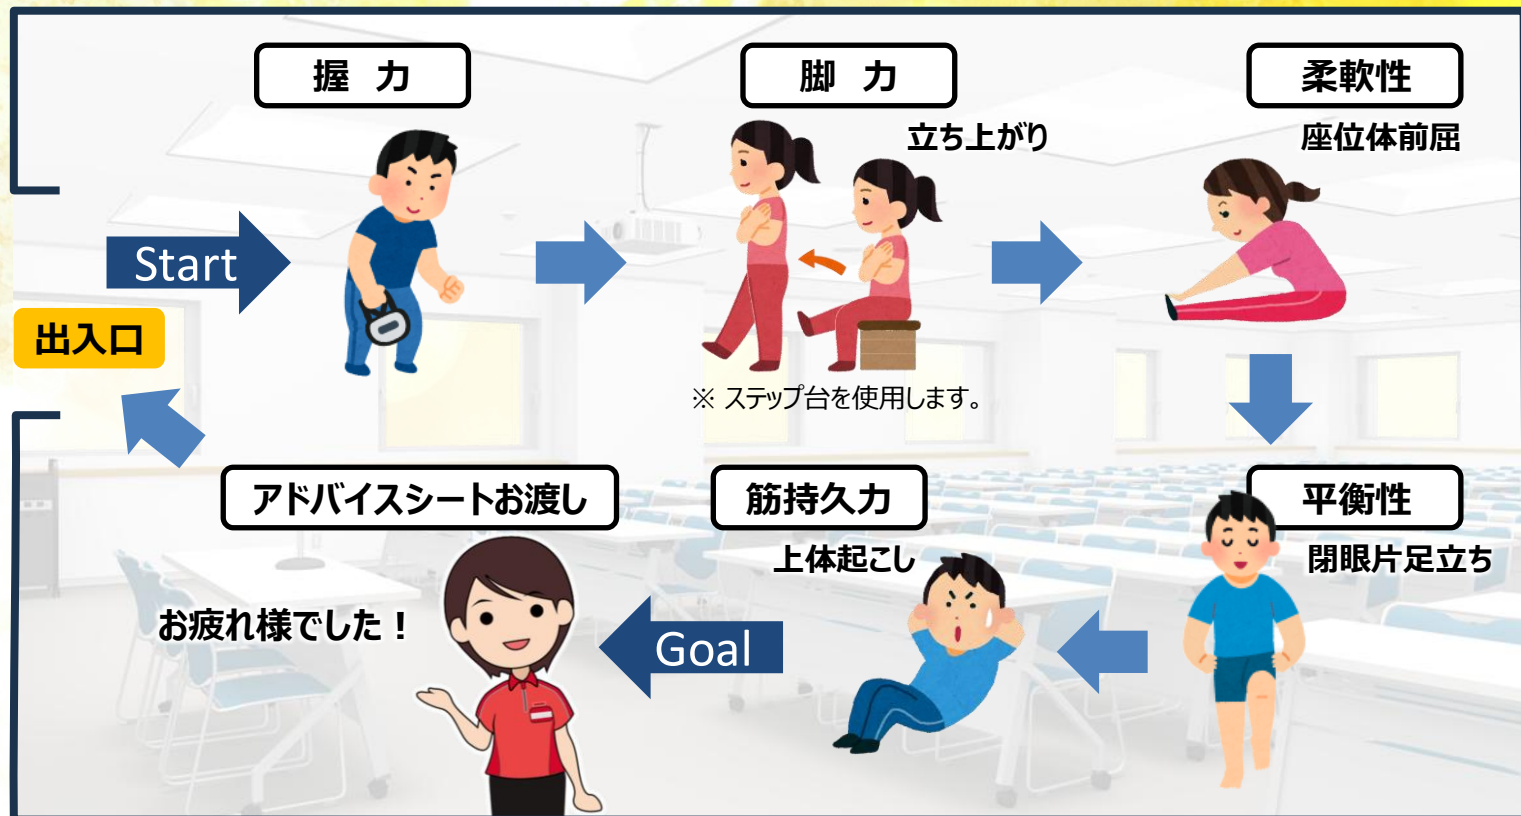 握 力
脚 力
立ち上がり
柔軟性
座位体前屈
Start
出入口
※ ステップ台を使用します。
アドバイスシートお渡し
筋持久力
上体起こし
平衡性
閉眼片足立ち
お疲れ様でした！
Goal